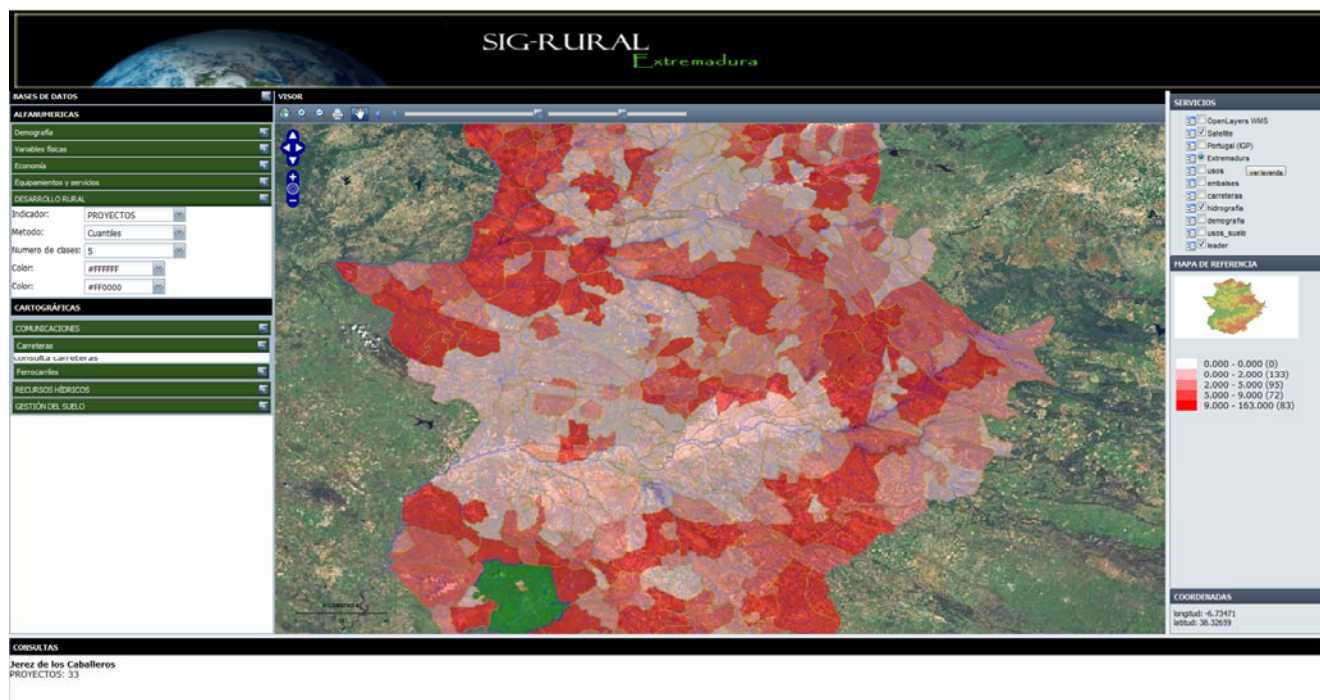 SIG-RURAL
Extremadura
BASES DE DATOS
ALFANUMERICAS
Demografía
Variables físicas
Economía
Equipamientos y servicios
DESARROLLO RURAL
Indicador: PROYECTOS
Metodo: Cuantiles
Numero de clases: 5
Color: #FFFFFF
Color: #FF0000
CARTOGRÁFICAS
COMUNICACIONES
Carreteras
consulta carreteras
Ferrocarriles
RECURSOS HÍDRICOS
GESTIÓN DEL SUELO
VISOR
SERVICIOS
OpenLayers WMS
Satellite
Portugal (IGP)
Extremadura
usos
ver leyenda
embalses
carreteras
hidrografia
demografia
usos_suelo
leader
MAPA DE REFERENCIA
0.000 - 0.000 (0)
0.000 - 2.000 (133)
2.000 - 5.000 (95)
5.000 - 9.000 (72)
9.000 - 163.000 (83)
COORDENADAS
longitud: -6.73471
latitud: 38.32659
CONSULTAS
Jerez de los Caballeros
PROYECTOS: 33